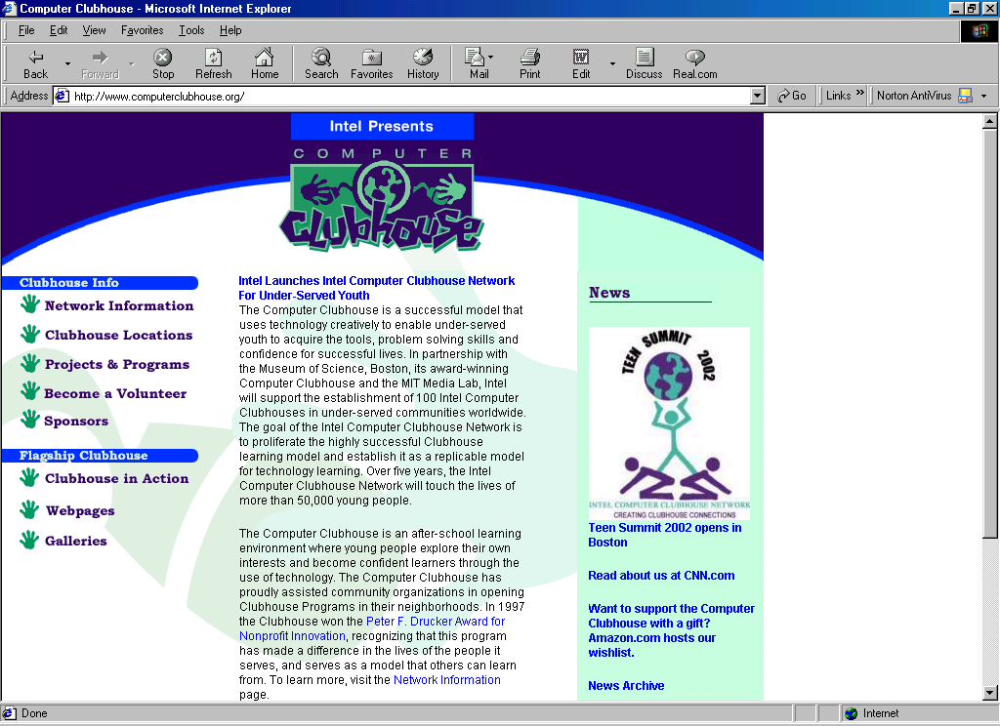 Computer Clubhouse - Microsoft Internet Explorer
File Edit View Favorites Tools Help
Back Forward Stop Refresh Home Search Favorites History Mail Print Edit Discuss Real.com
Address http://www.computerclubhouse.org/ Go Links » Norton AntiVirus
Intel Presents
COMPUTER
Clubhouse
Clubhouse Info
Network Information
Clubhouse Locations
Projects & Programs
Become a Volunteer
Sponsors
Flagship Clubhouse
Clubhouse in Action
Webpages
Galleries
Intel Launches Intel Computer Clubhouse Network
For Under-Served Youth
The Computer Clubhouse is a successful model that
uses technology creatively to enable under-served
youth to acquire the tools, problem solving skills and
confidence for successful lives. In partnership with
the Museum of Science, Boston, its award-winning
Computer Clubhouse and the MIT Media Lab, Intel
will support the establishment of 100 Intel Computer
Clubhouses in under-served communities worldwide.
The goal of the Intel Computer Clubhouse Network is
to proliferate the highly successful Clubhouse
learning model and establish it as a replicable model
for technology learning. Over five years, the Intel
Computer Clubhouse Network will touch the lives of
more than 50,000 young people.
The Computer Clubhouse is an after-school learning
environment where young people explore their own
interests and become confident learners through the
use of technology. The Computer Clubhouse has
proudly assisted community organizations in opening
Clubhouse Programs in their neighborhoods. In 1997
the Clubhouse won the Peter F. Drucker Award for
Nonprofit Innovation, recognizing that this program
has made a difference in the lives of the people it
serves, and serves as a model that others can learn
from. To learn more, visit the Network Information
page.
News
TEEN SUMMIT 2002
INTEL COMPUTER CLUBHOUSE NETWORK
CREATING CLUBHOUSE CONNECTIONS
Teen Summit 2002 opens in
Boston
Read about us at CNN.com
Want to support the Computer
Clubhouse with a gift?
Amazon.com hosts our
wishlist.
News Archive
Done Internet